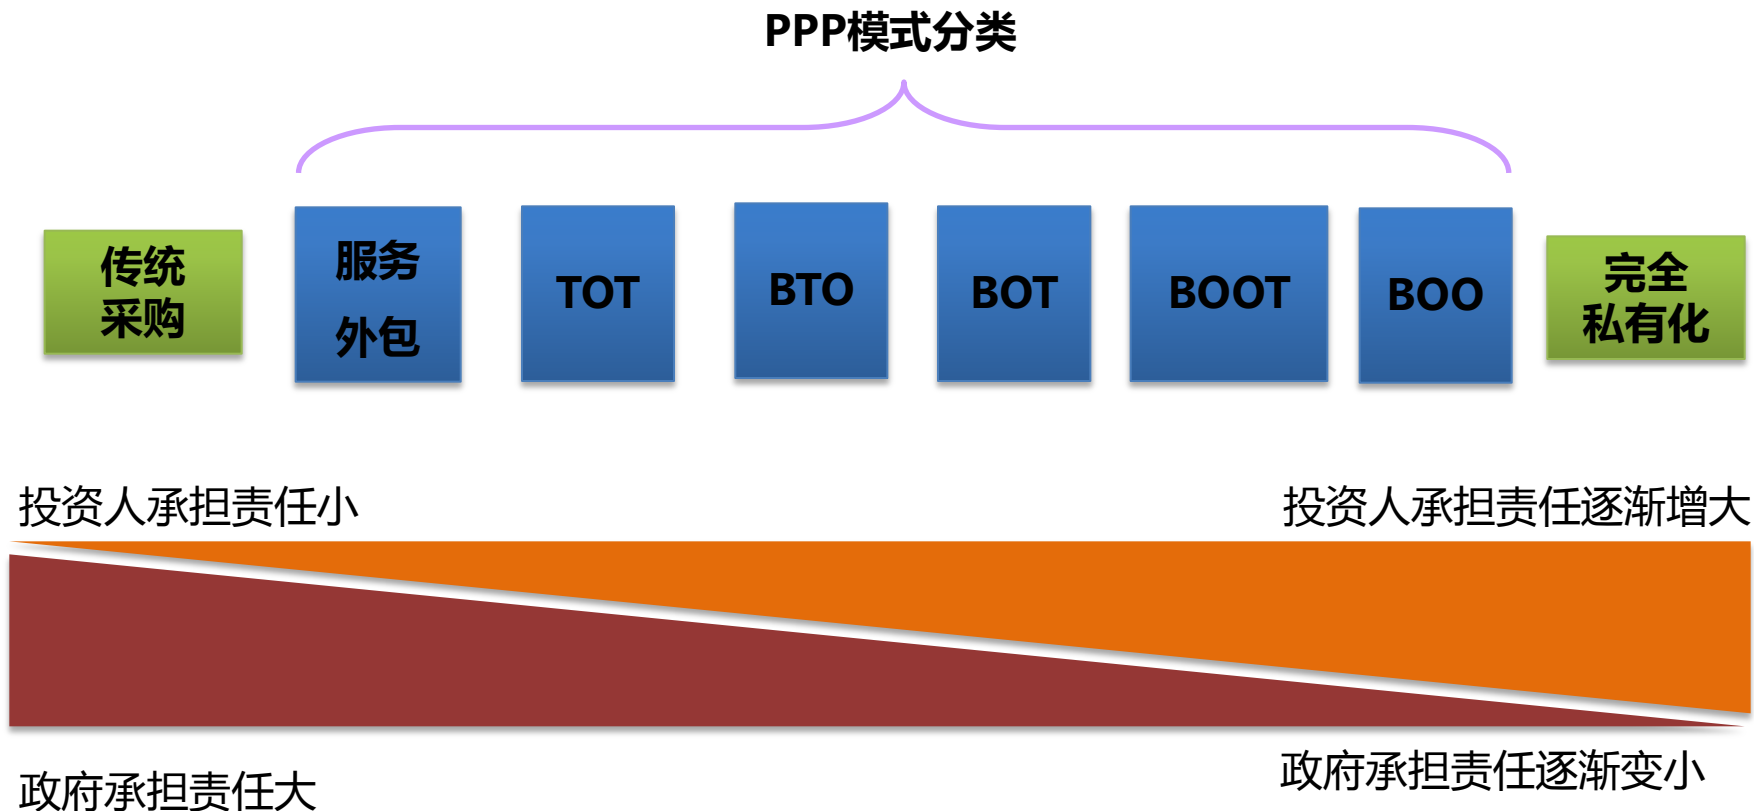 PPP模式分类
传统
采购
服务
外包
TOT
BTO
BOT
BOOT
BOO
完全
私有化
投资人承担责任小
投资人承担责任逐渐增大
政府承担责任大
政府承担责任逐渐变小